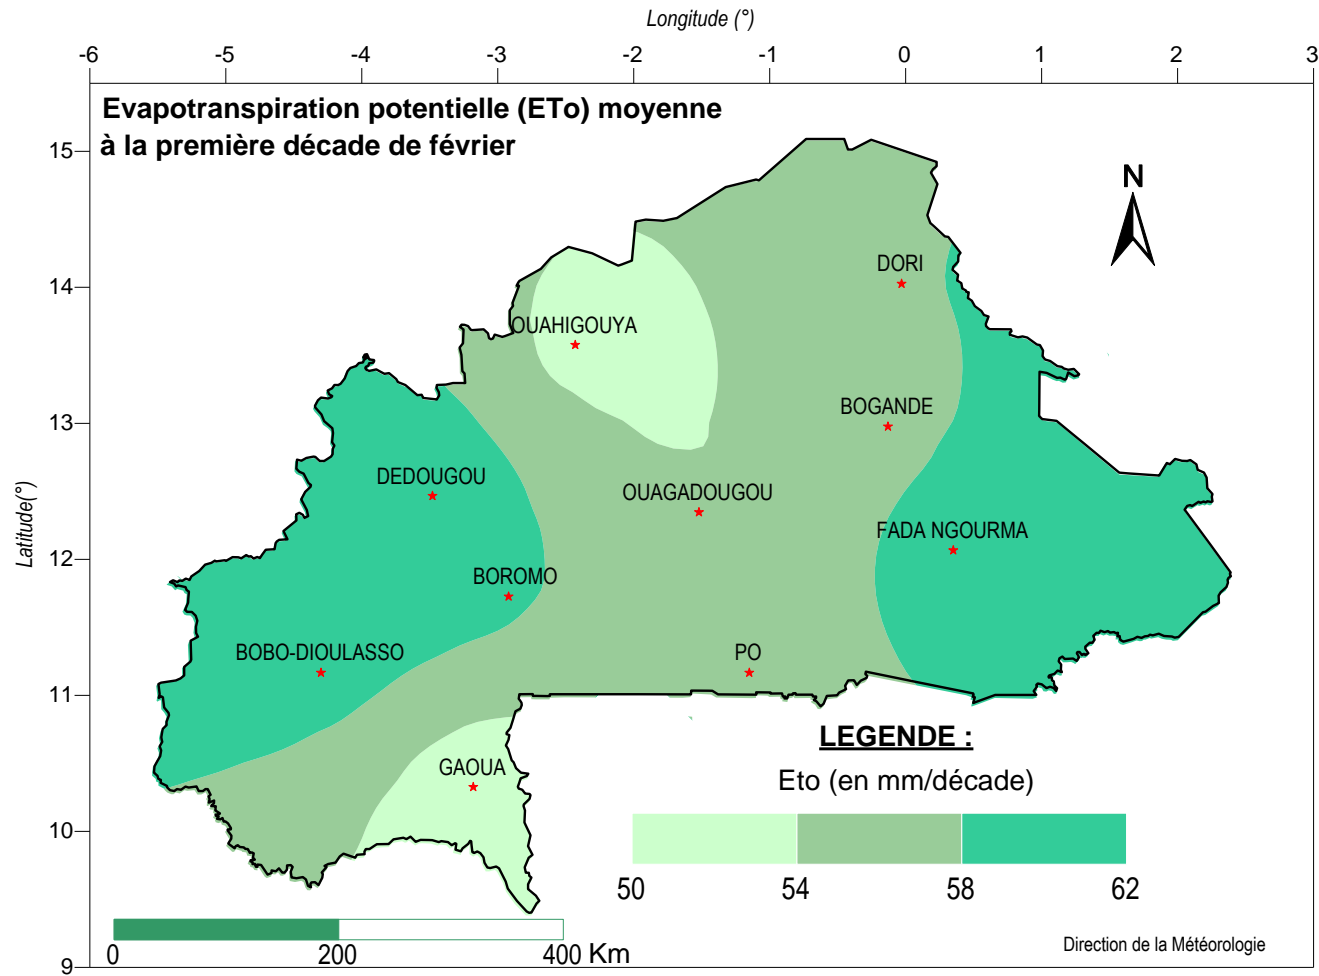 Longitude (°)
-6 -5 -4 -3 -2 -1 0 1 2 3
Evapotranspiration potentielle (ETo) moyenne
à la première décade de février
15
N
DORI
14
OUAHIGOUYA
BOGANDE
13
DEDOUGOU
OUAGADOUGOU
FADA NGOURMA
Latitude(°)
12
BOROMO
BOBO-DIOULASSO
PO
11
LEGENDE :
GAOUA
Eto (en mm/décade)
10
50 54 58 62
0 200 400 Km
Direction de la Météorologie
9